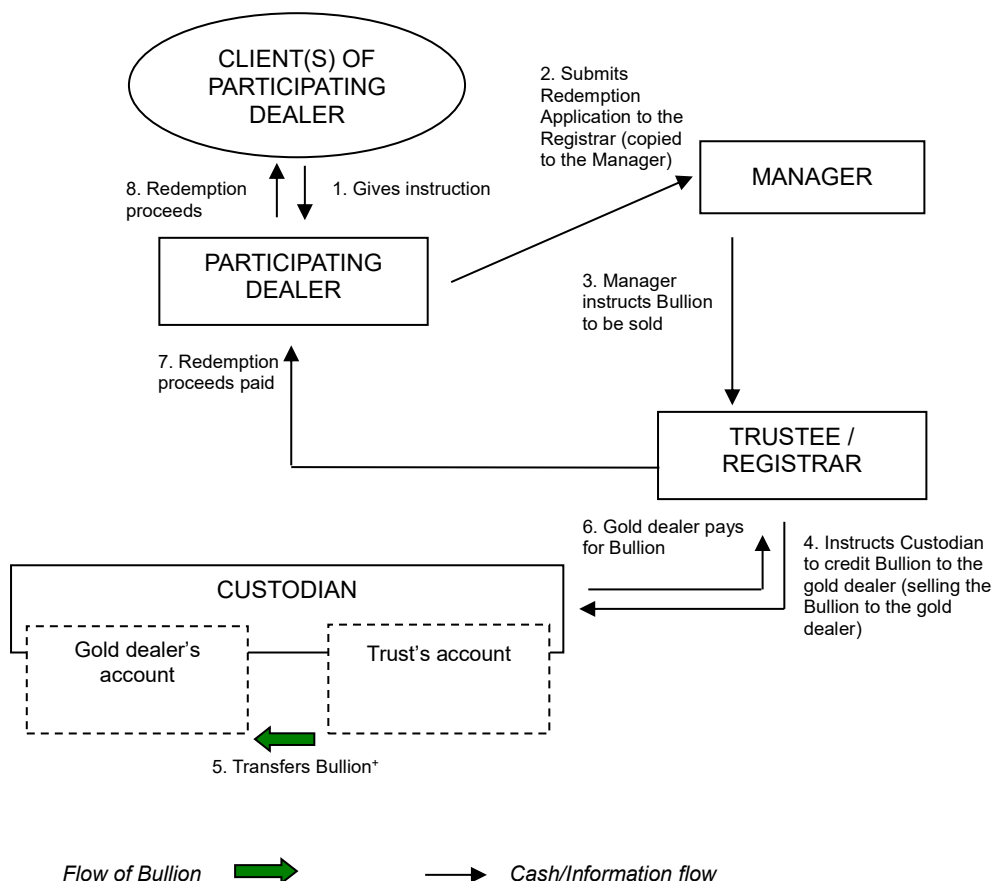 CLIENT(S) OF
PARTICIPATING
DEALER
2. Submits
Redemption
Application to the
Registrar (copied
to the Manager)
MANAGER
8. Redemption
proceeds
1. Gives instruction
PARTICIPATING
DEALER
3. Manager
instructs Bullion
to be sold
7. Redemption
proceeds paid
TRUSTEE /
REGISTRAR
6. Gold dealer pays
for Bullion
4. Instructs Custodian
to credit Bullion to the
gold dealer (selling the
Bullion to the gold
dealer)
CUSTODIAN
Gold dealer’s
account
Trust’s account
5. Transfers Bullion⁺
Flow of Bullion
Cash/Information flow